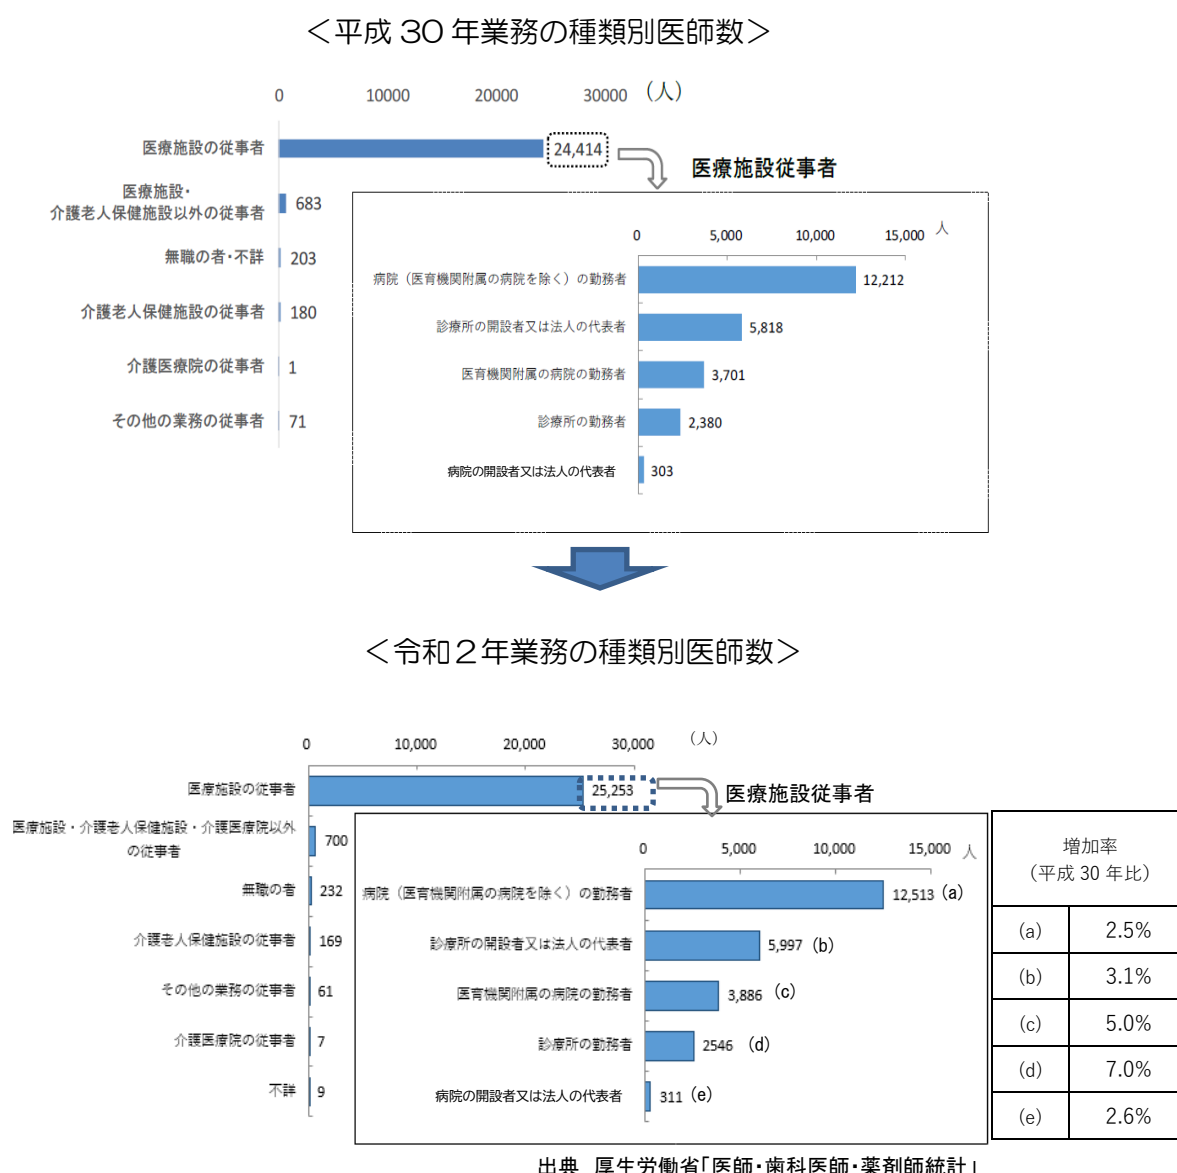 ＜平成 30 年業務の種類別医師数＞
0 10000 20000 30000 （人）
医療施設の従事者 24,414
医療施設従事者
医療施設・
介護老人保健施設以外の従事者 683
無職の者・不詳 203
介護老人保健施設の従事者 180
介護医療院の従事者 1
その他の業務の従事者 71
0 5,000 10,000 15,000 人
病院（医育機関附属の病院を除く）の勤務者 12,212
診療所の開設者又は法人の代表者 5,818
医育機関附属の病院の勤務者 3,701
診療所の勤務者 2,380
病院の開設者又は法人の代表者 303
＜令和２年業務の種類別医師数＞
0 10,000 20,000 30,000 （人）
医療施設の従事者 25,253
医療施設従事者
医療施設・介護老人保健施設・介護医療院以外
の従事者 700
無職の者 232
介護老人保健施設の従事者 169
その他の業務の従事者 61
介護医療院の従事者 7
不詳 9
0 5,000 10,000 15,000 人
病院（医育機関附属の病院を除く）の勤務者 12,513 (a)
診療所の開設者又は法人の代表者 5,997 (b)
医育機関附属の病院の勤務者 3,886 (c)
診療所の勤務者 2546 (d)
病院の開設者又は法人の代表者 311 (e)
増加率
（平成 30 年比）
(a) 2.5%
(b) 3.1%
(c) 5.0%
(d) 7.0%
(e) 2.6%
出典 厚生労働省「医師・歯科医師・薬剤師統計」